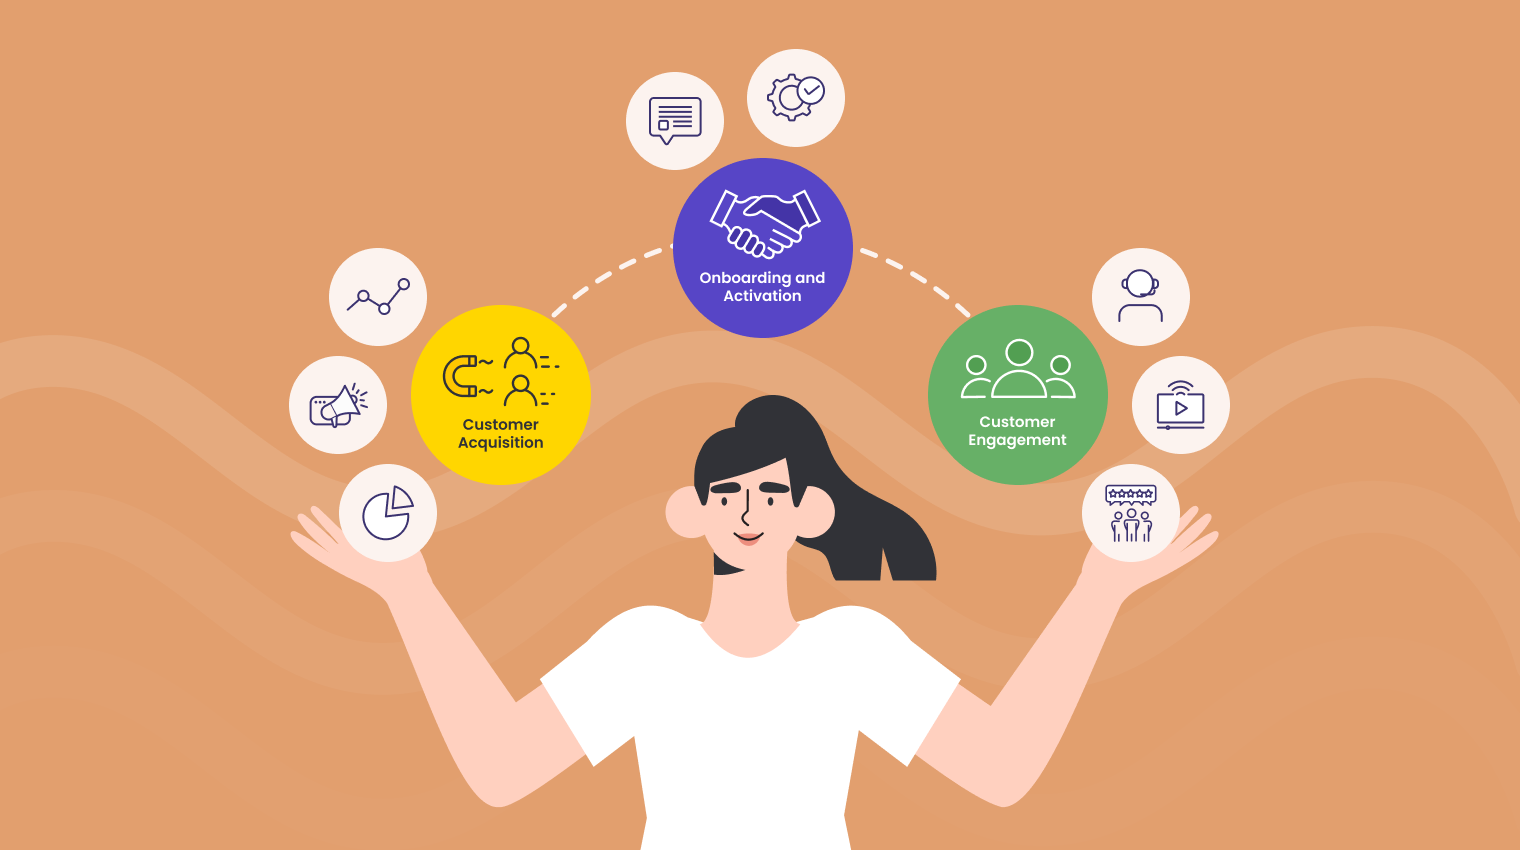 Onboarding and
Activation
Customer
Acquisition
Customer
Engagement